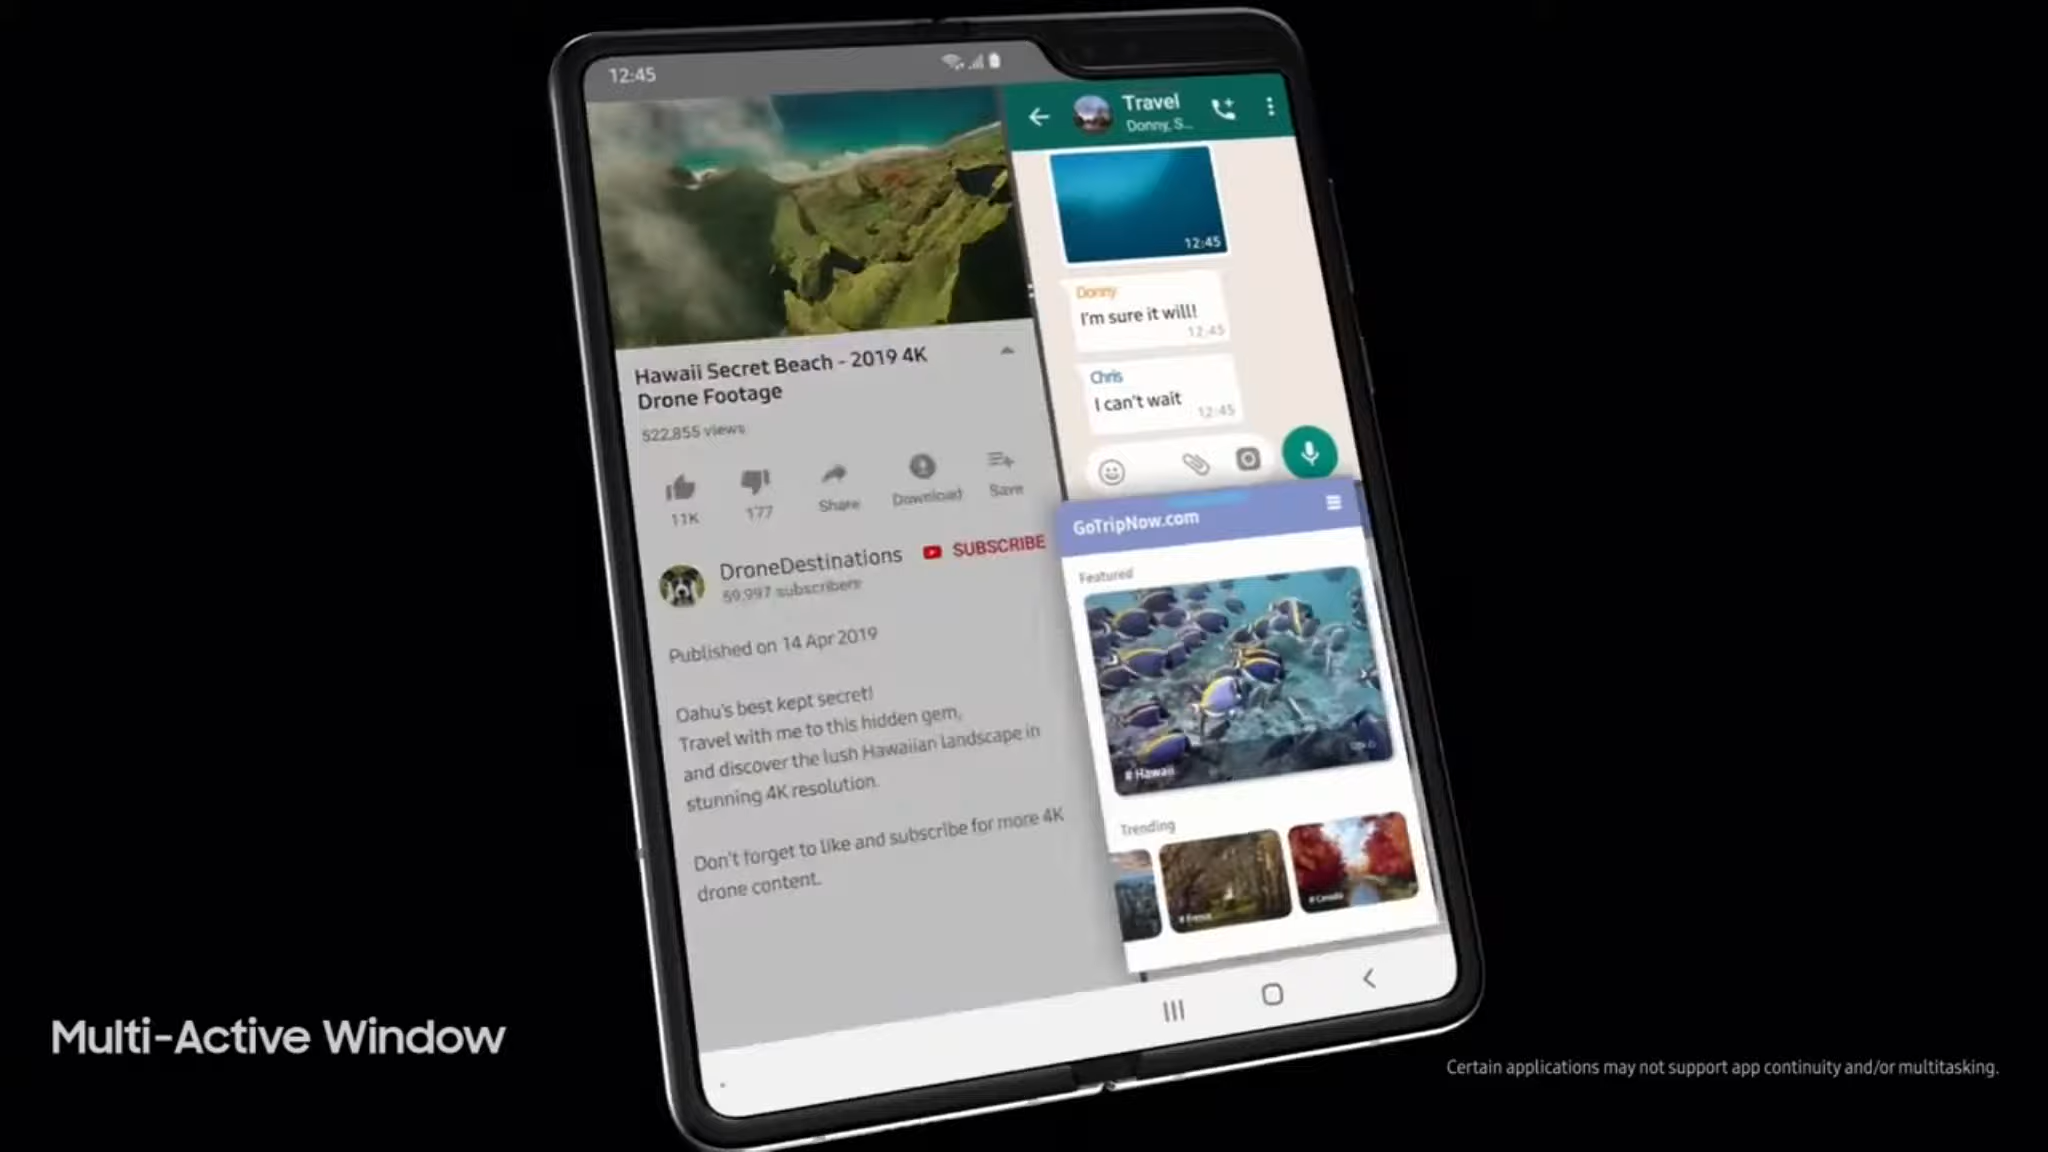 12:45
Hawaii Secret Beach - 2019 4K
Drone Footage
522,855 views
11K
177
Share
Download
Save
DroneDestinations
59,997 subscribers
SUBSCRIBE
Published on 14 Apr 2019
Oahu's best kept secret!
Travel with me to this hidden gem,
and discover the lush Hawaiian landscape in
stunning 4K resolution.
Don't forget to like and subscribe for more 4K
drone content.
Travel
Donny, S...
12:45
Donny
I'm sure it will!
12:45
Chris
I can't wait
12:45
GoTripNow.com
Featured
# Hawaii
Trending
# France
# Canada
Multi-Active Window
Certain applications may not support app continuity and/or multitasking.